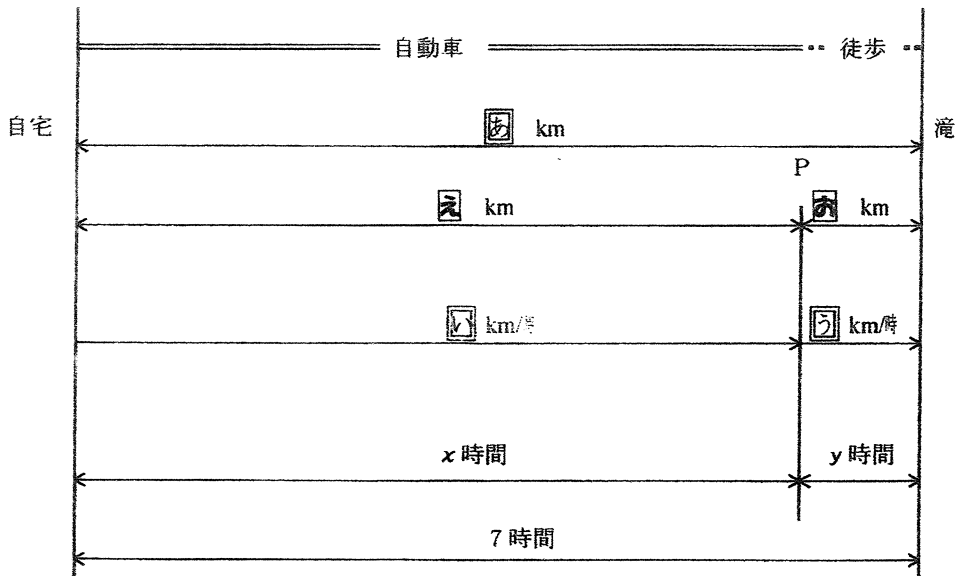 自動車 徒歩
自宅 あ km 滝
P
え km お km
い km/時 う km/時
x 時間 y 時間
7 時間